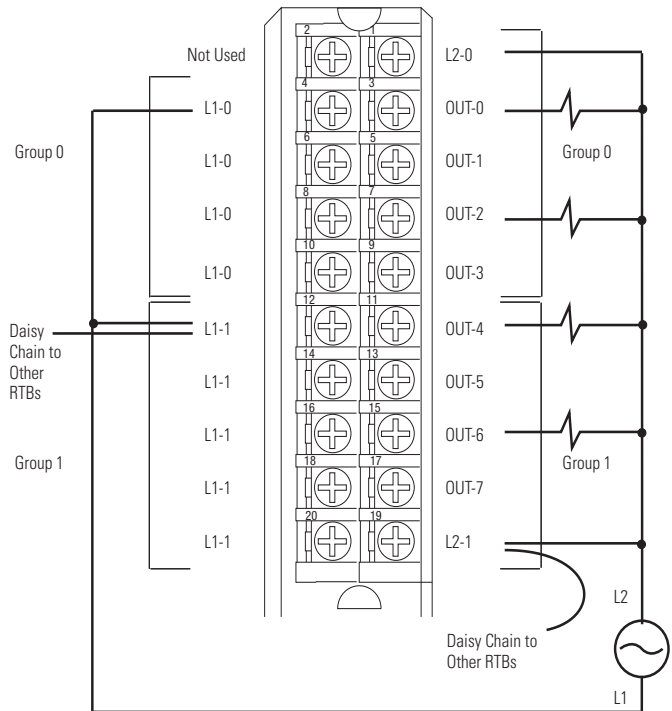 2 1
Not Used L2-0
4 3
L1-0 OUT-0
6 5
Group 0 L1-0 OUT-1 Group 0
8 7
L1-0 OUT-2
10 9
L1-0 OUT-3
12 11
L1-1 OUT-4
Daisy
Chain to
Other
RTBs
14 13
L1-1 OUT-5
16 15
L1-1 OUT-6
Group 1 Group 1
18 17
L1-1 OUT-7
20 19
L1-1 L2-1
L2
Daisy Chain to
Other RTBs
L1